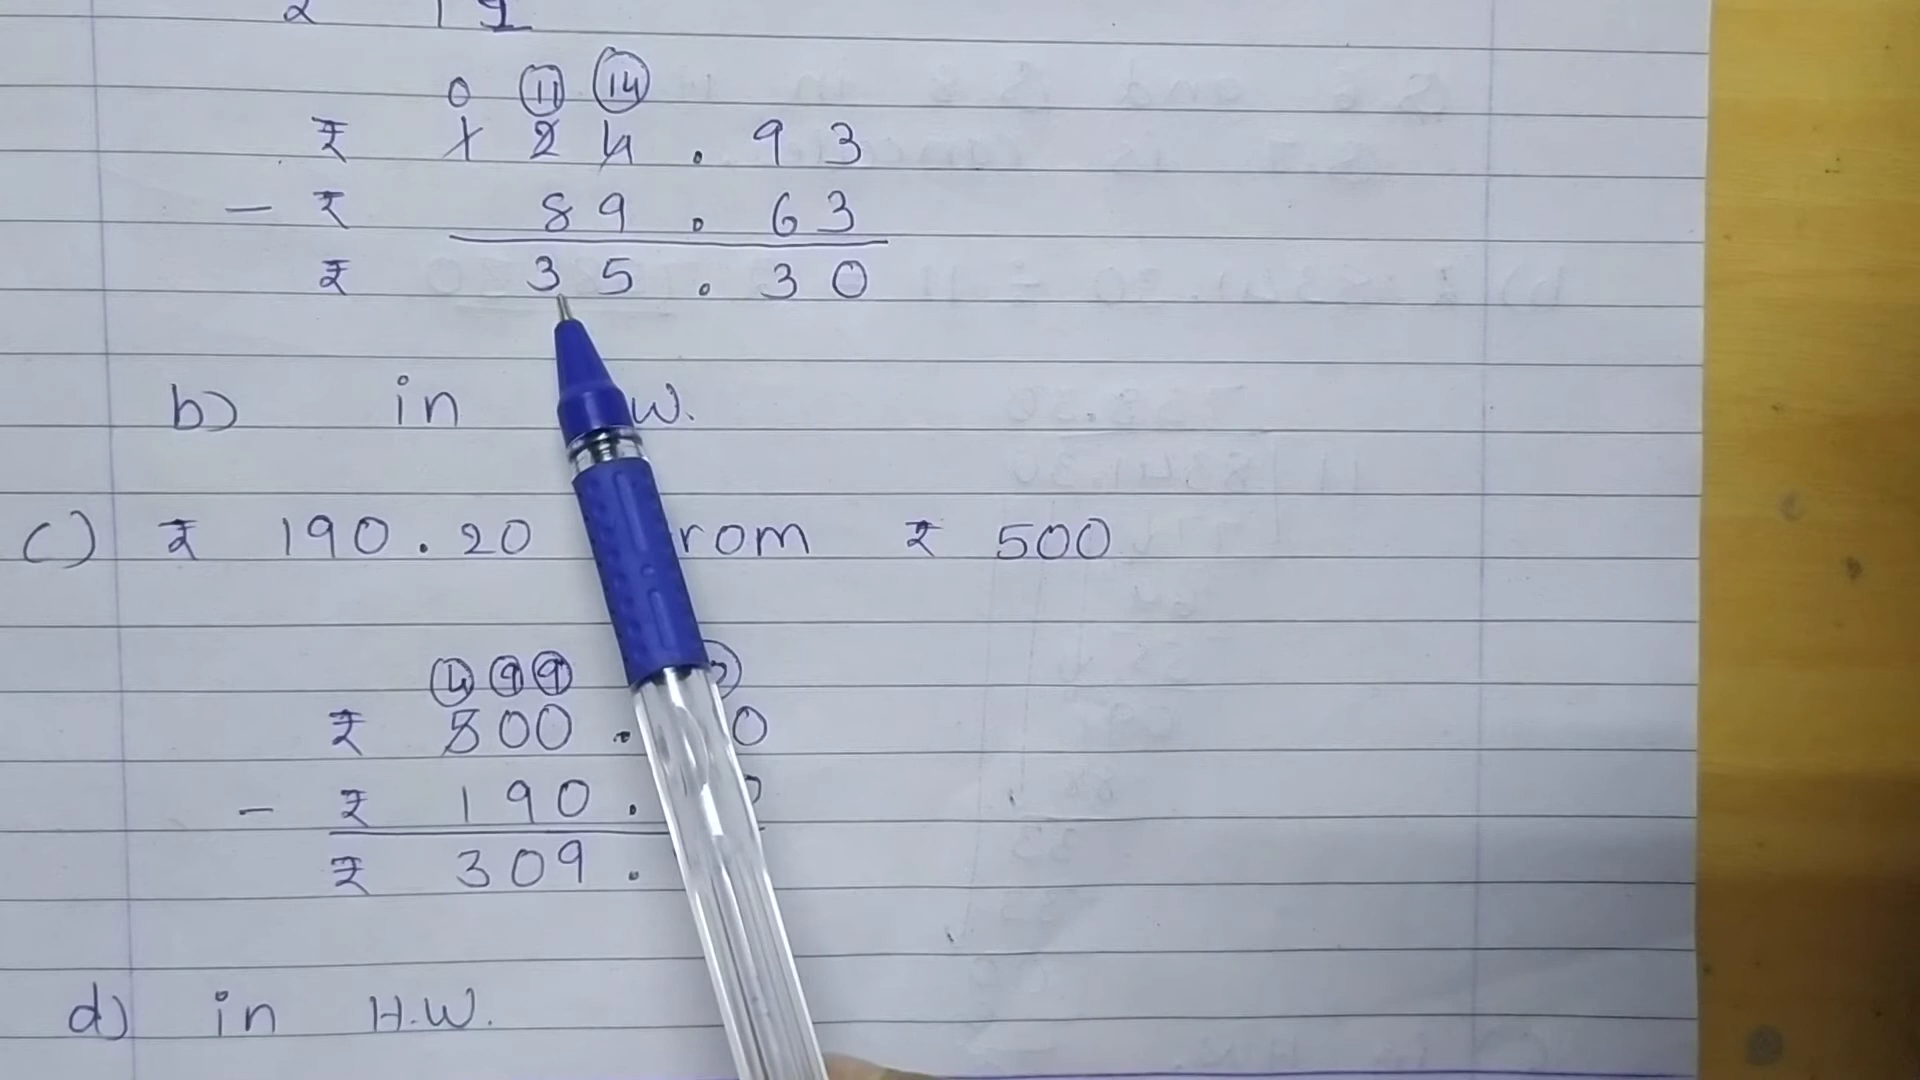 0 11 14
₹ 124.93
- ₹ 89.63
₹ 35.30
b) in W.
c) ₹ 190.20 rom ₹ 500
4 9 9
₹ 500. 0
- ₹ 190.
₹ 309.
d) in H.W.